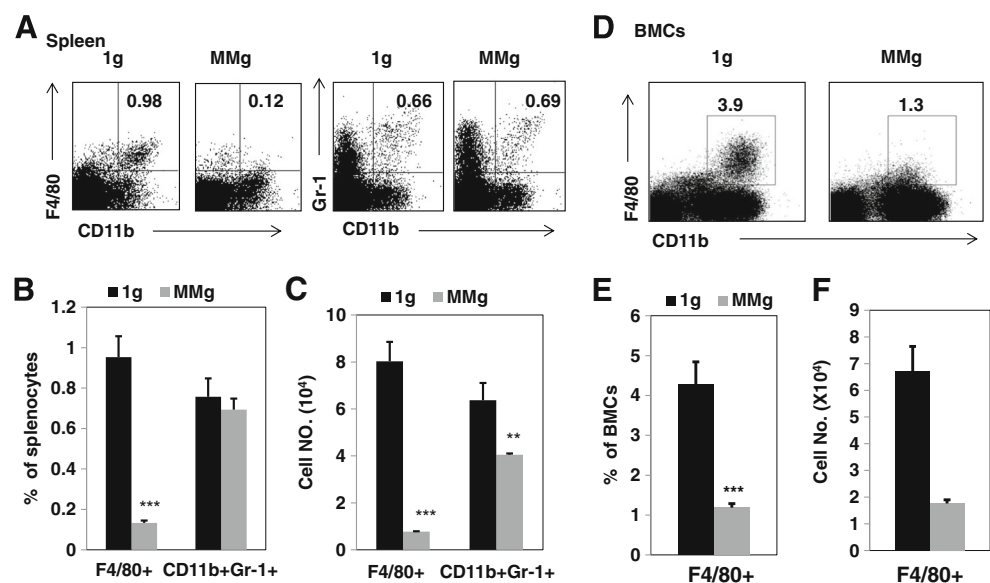 A Spleen
1g MMg 1g MMg
0.98 0.12 0.66 0.69
F4/80
Gr-1
CD11b
D BMCs
1g MMg
3.9 1.3
F4/80
CD11b
B
1g MMg
% of splenocytes
1.2
1
0.8
0.6
0.4
0.2
0
***
F4/80+ CD11b+Gr-1+
C
1g MMg
Cell NO. (10⁴)
10
8
6
4
2
0
***
**
F4/80+ CD11b+Gr-1+
E
1g MMg
% of BMCs
6
5
4
3
2
1
0
***
F4/80+
F
Cell No. (X10⁴)
9
8
7
6
5
4
3
2
1
0
F4/80+